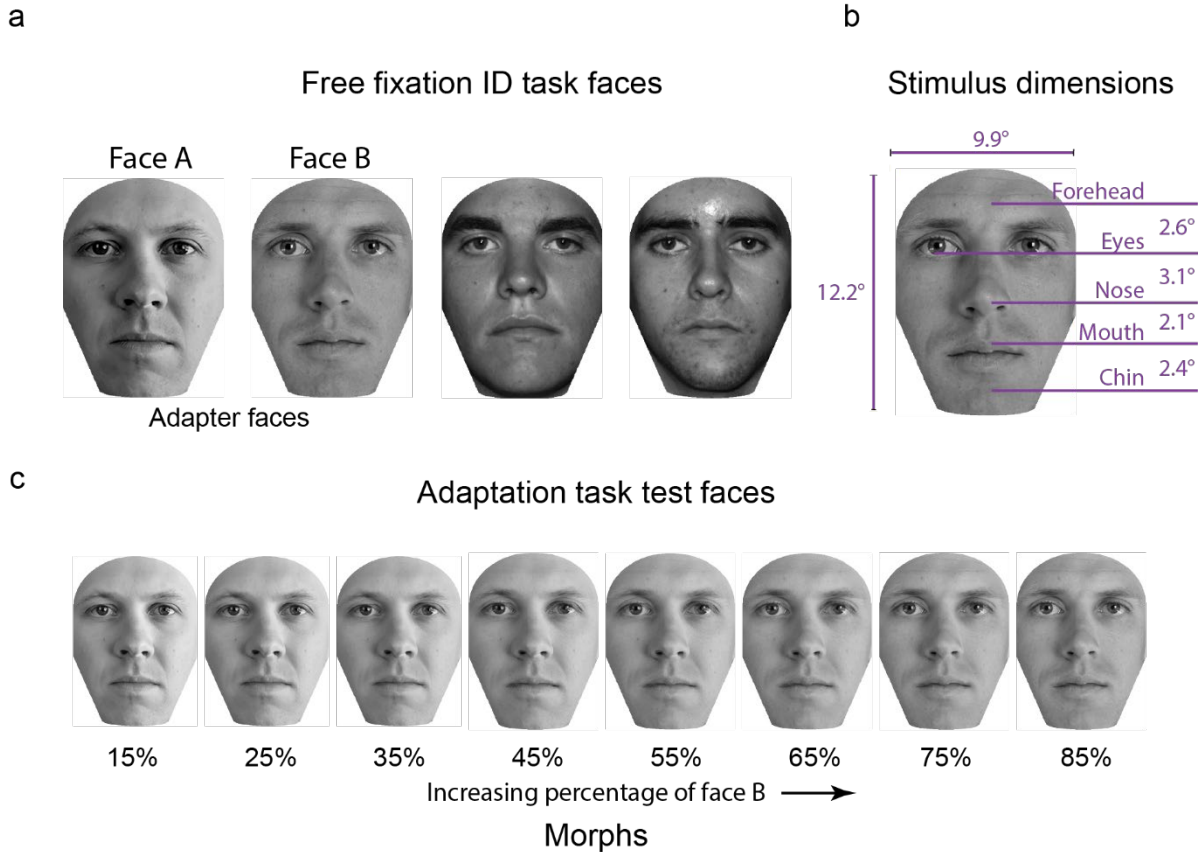 a
b
Free fixation ID task faces
Stimulus dimensions
Face A
Face B
Adapter faces
9.9°
12.2°
Forehead
2.6°
Eyes
3.1°
Nose
2.1°
Mouth
2.4°
Chin
c
Adaptation task test faces
15% 25% 35% 45% 55% 65% 75% 85%
Increasing percentage of face B
Morphs